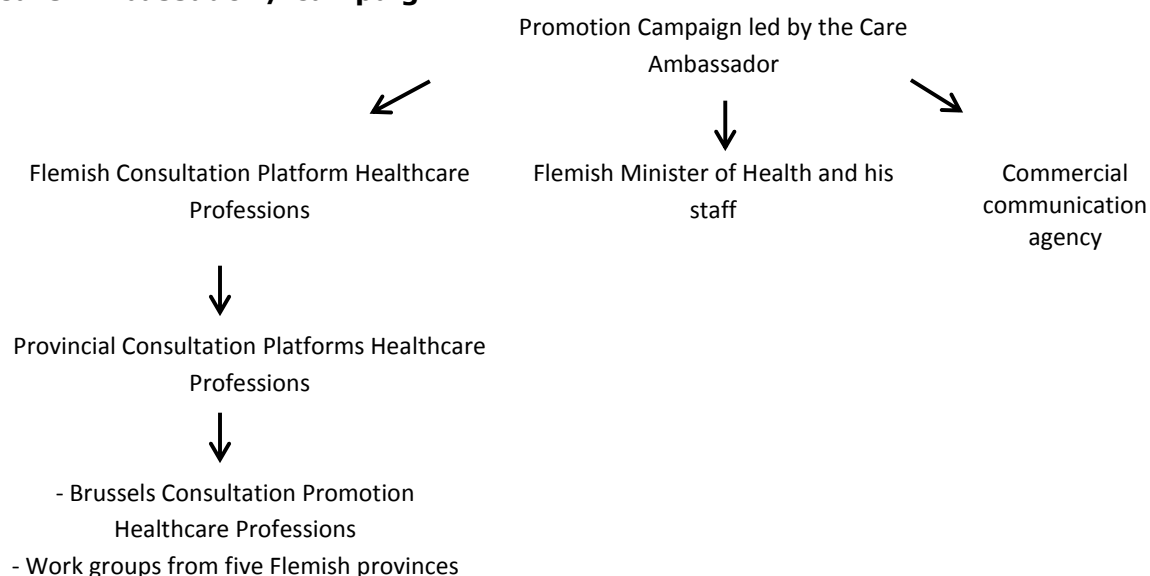 Promotion Campaign led by the Care
Ambassador
Flemish Consultation Platform Healthcare
Professions
Flemish Minister of Health and his
staff
Commercial
communication
agency
Provincial Consultation Platforms Healthcare
Professions
- Brussels Consultation Promotion
Healthcare Professions
- Work groups from five Flemish provinces